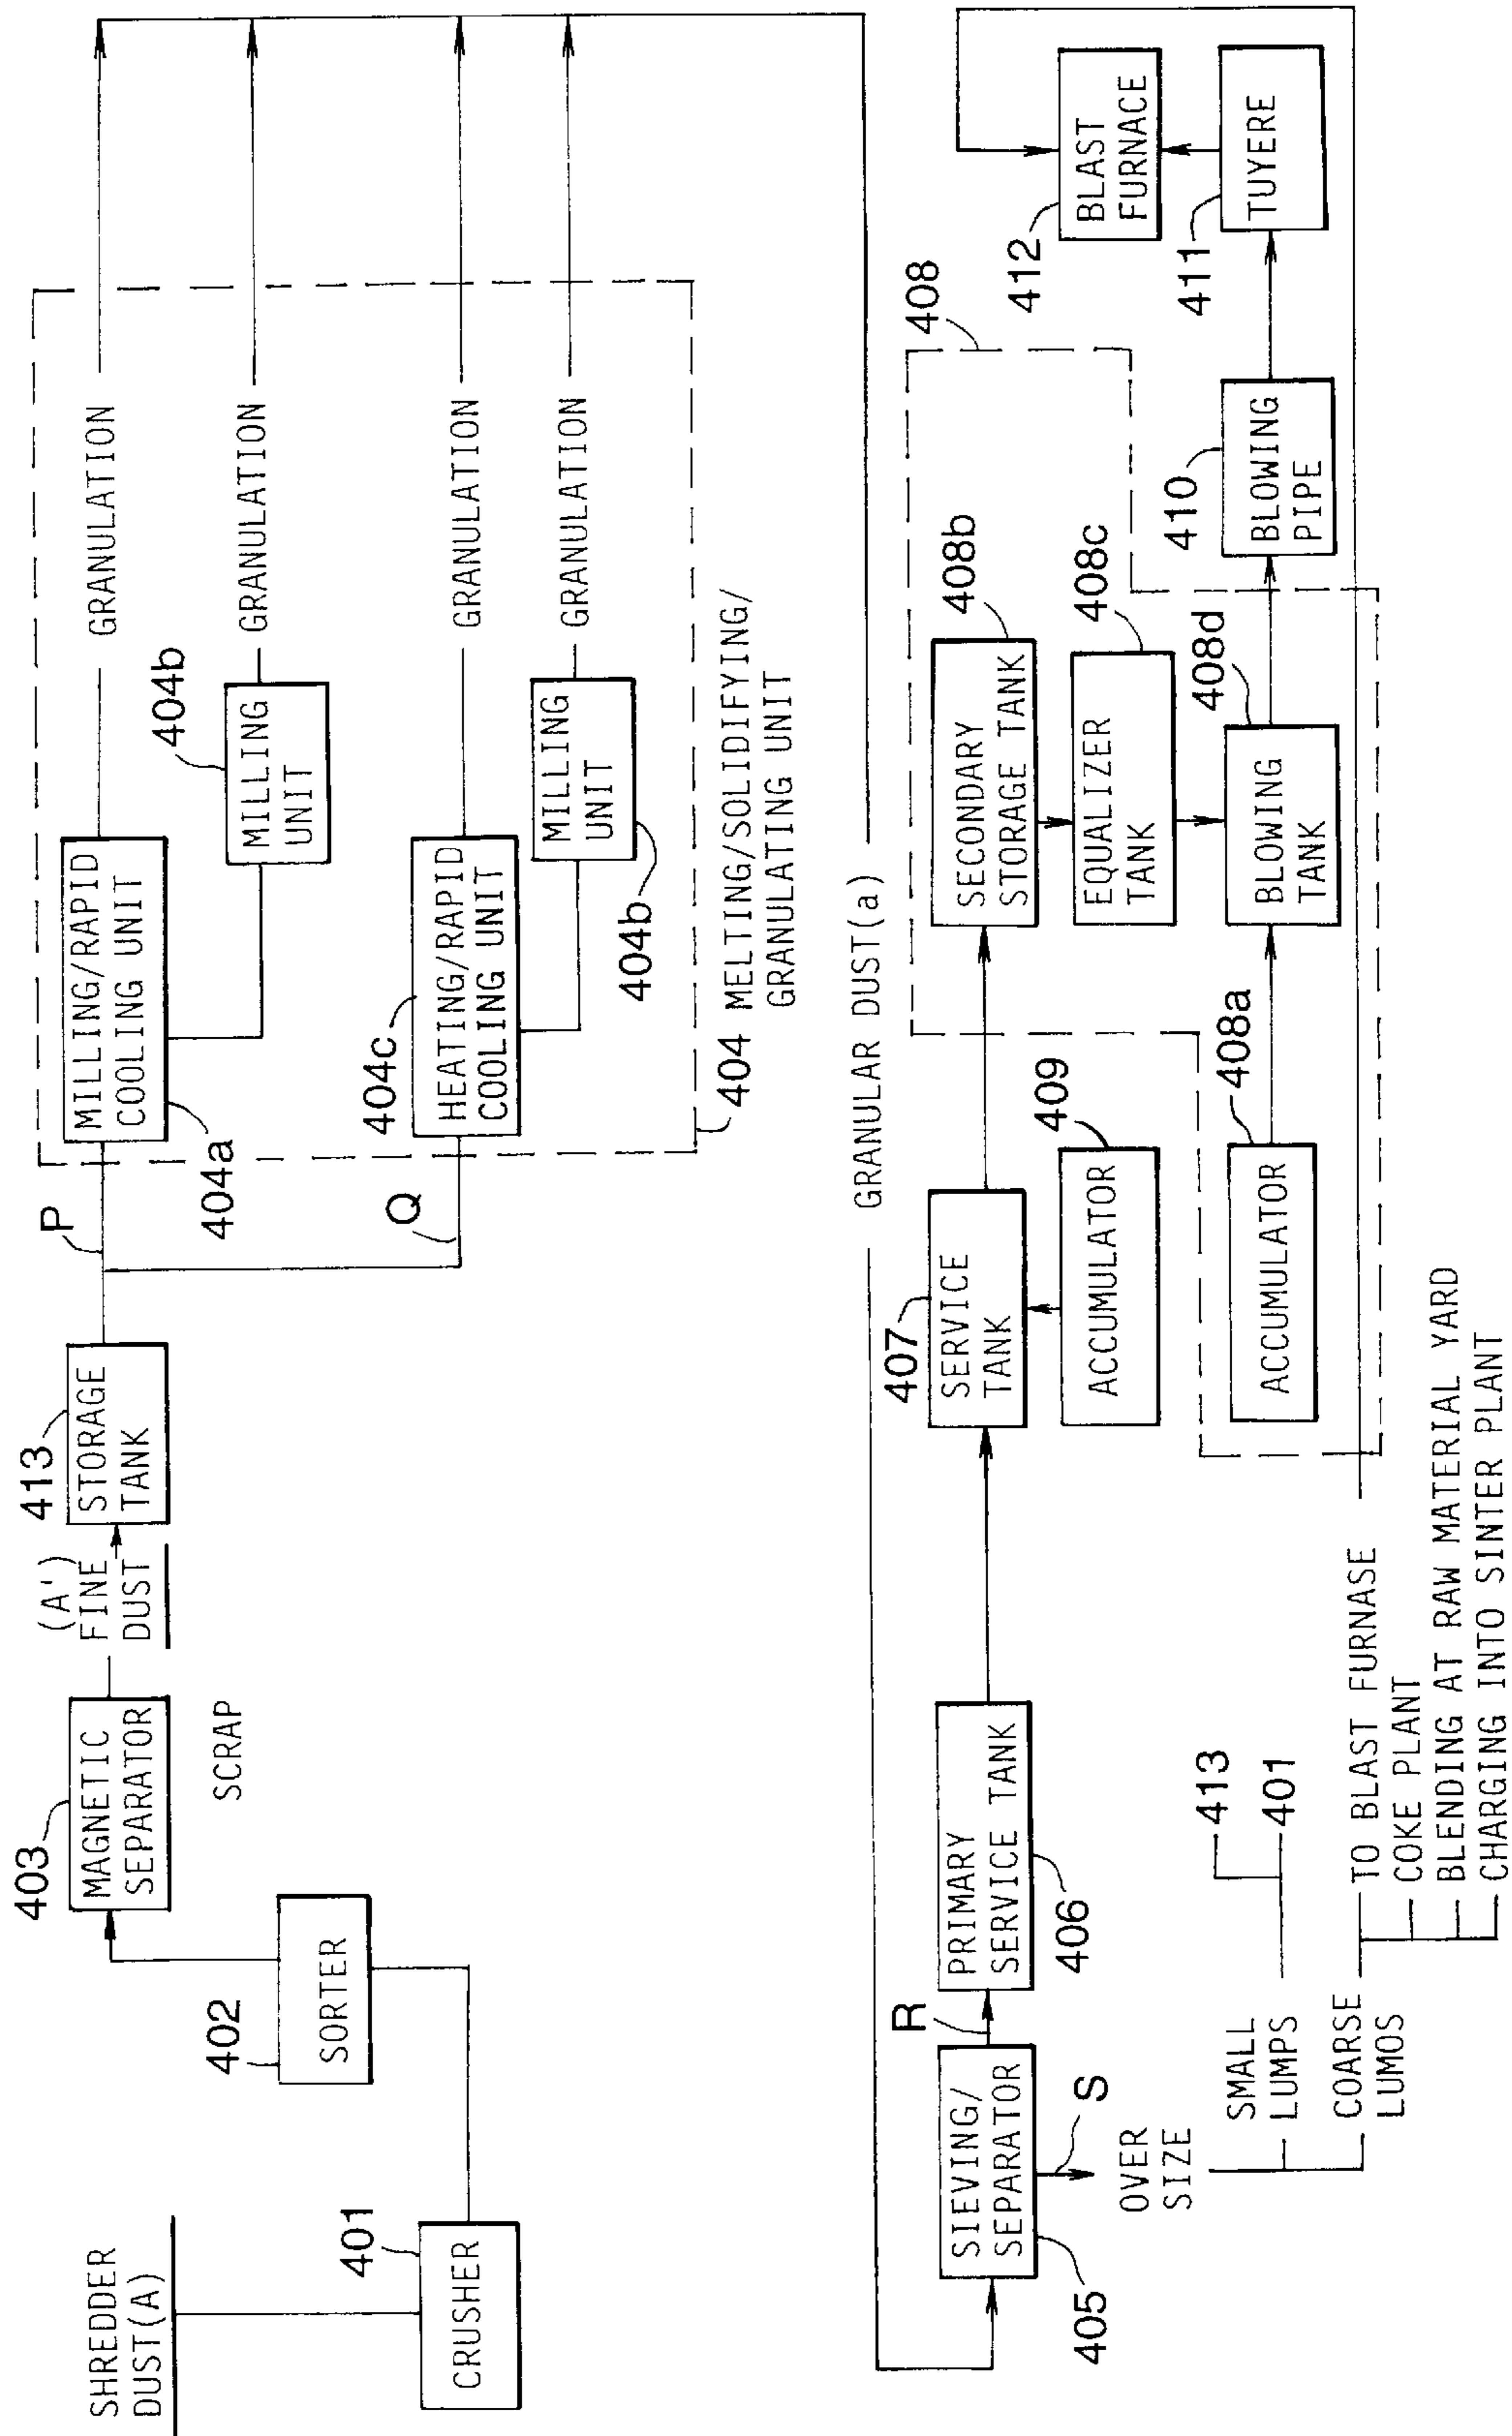 SHREDDER
DUST(A)
401
CRUSHER
402
SORTER
403
MAGNETIC
SEPARATOR
SCRAP
(A')
FINE
DUST
413
STORAGE
TANK
P
Q
404a
MILLING/RAPID
COOLING UNIT
404b
MILLING
UNIT
404c
HEATING/RAPID
COOLING UNIT
404b
MILLING
UNIT
GRANULATION
GRANULATION
GRANULATION
GRANULATION
404 MELTING/SOLIDIFYING/
GRANULATING UNIT
GRANULAR DUST(a)
405
SIEVING/
SEPARATOR
R
S
OVER
SIZE
SMALL
LUMPS
413
401
COARSE
LUMOS
TO BLAST FURNASE
COKE PLANT
BLENDING AT RAW MATERIAL YARD
CHARGING INTO SINTER PLANT
PRIMARY
SERVICE TANK
406
407
SERVICE
TANK
409
ACCUMULATOR
408a
ACCUMULATOR
408
408b
SECONDARY
STORAGE TANK
408c
EQUALIZER
TANK
408d
BLOWING
TANK
410
BLOWING
PIPE
411
TUYERE
412
BLAST
FURNACE